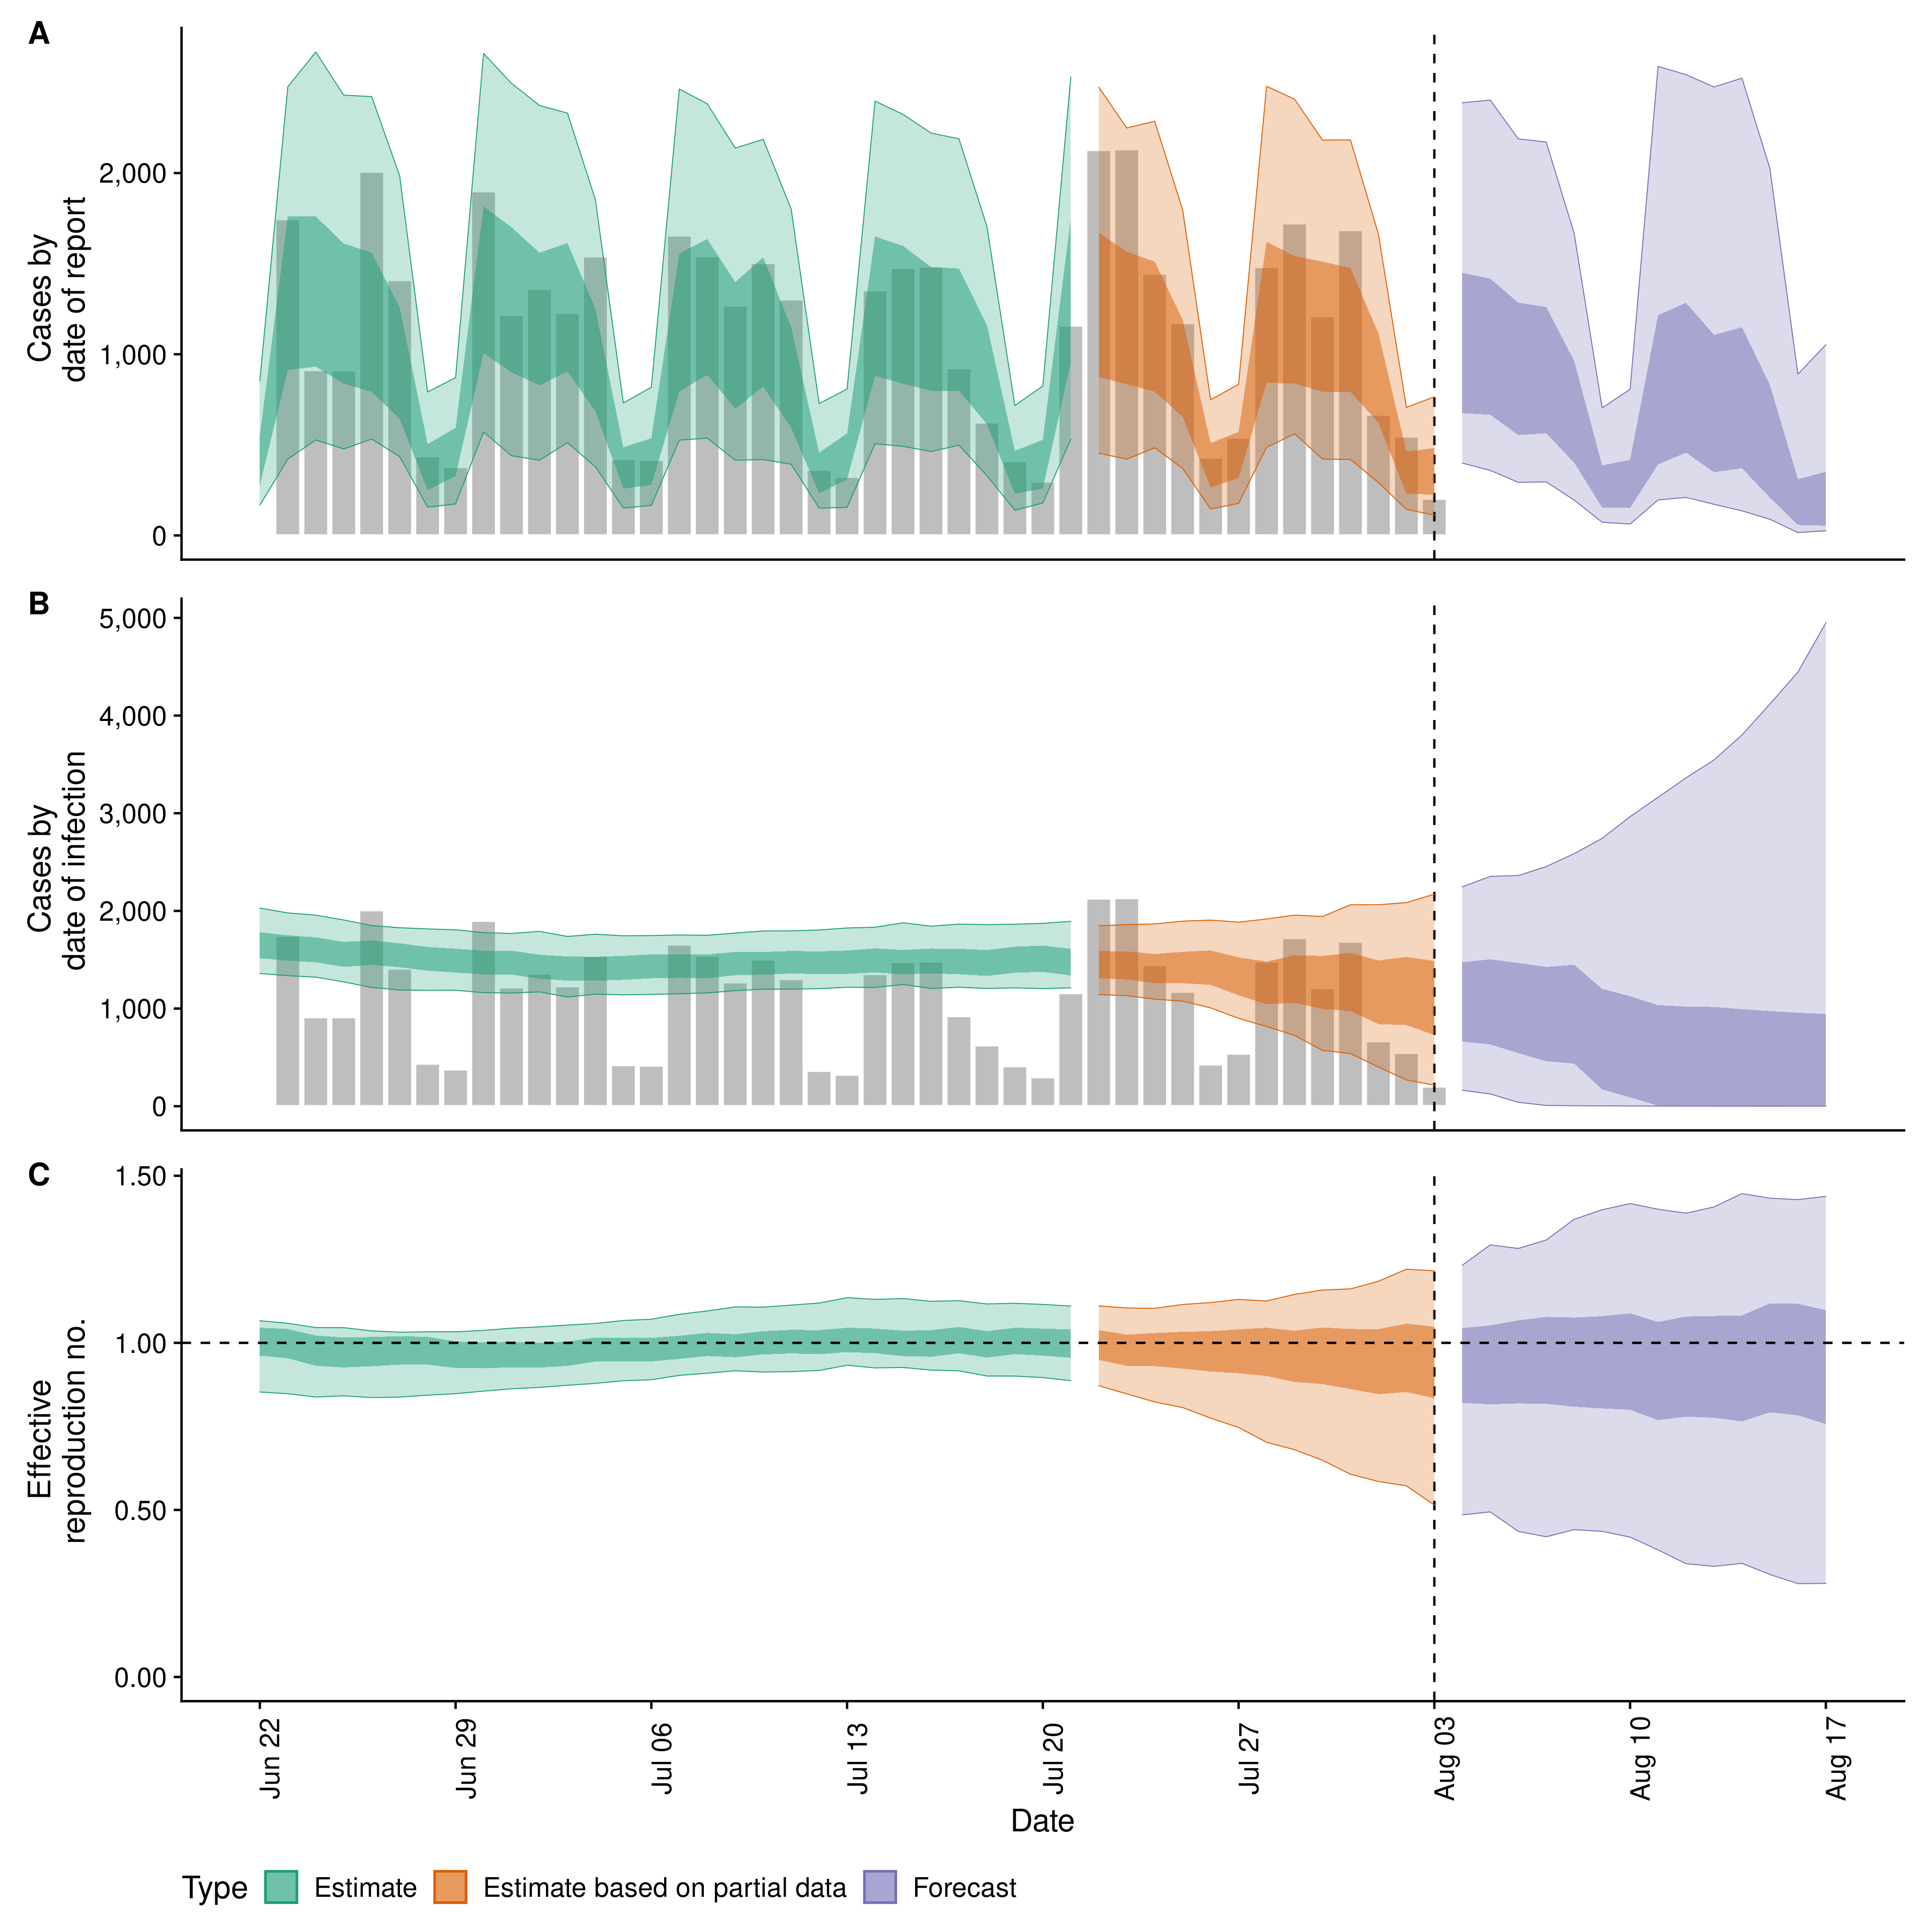 A
Cases by
date of report
2,000
1,000
0
B
Cases by
date of infection
5,000
4,000
3,000
2,000
1,000
0
C
Effective
reproduction no.
1.50
1.00
0.50
0.00
Jun 22
Jun 29
Jul 06
Jul 13
Jul 20
Jul 27
Aug 03
Aug 10
Aug 17
Date
Type Estimate Estimate based on partial data Forecast